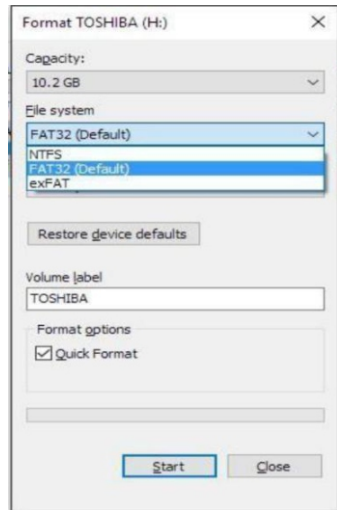 Format TOSHIBA (H:)
Capacity:
10.2 GB
File system
FAT32 (Default)
NTFS
FAT32 (Default)
exFAT
Restore device defaults
Volume label
TOSHIBA
Format options
Quick Format
Start
Close